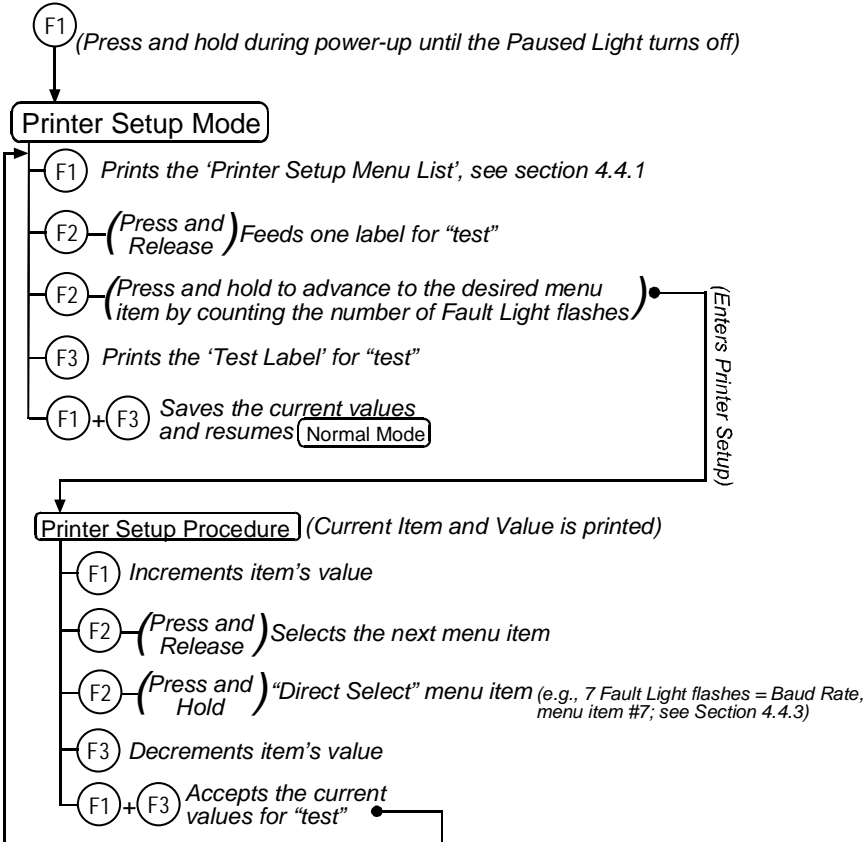 F1
(Press and hold during power-up until the Paused Light turns off)
Printer Setup Mode
F1 Prints the 'Printer Setup Menu List', see section 4.4.1
F2 (Press and
Release) Feeds one label for “test”
F2 (Press and hold to advance to the desired menu
item by counting the number of Fault Light flashes)
(Enters Printer Setup)
F3 Prints the 'Test Label' for “test”
F1 + F3 Saves the current values
and resumes Normal Mode
Printer Setup Procedure (Current Item and Value is printed)
F1 Increments item's value
F2 (Press and
Release) Selects the next menu item
F2 (Press and
Hold) “Direct Select” menu item (e.g., 7 Fault Light flashes = Baud Rate,
menu item #7; see Section 4.4.3)
F3 Decrements item's value
F1 + F3 Accepts the current
values for “test”